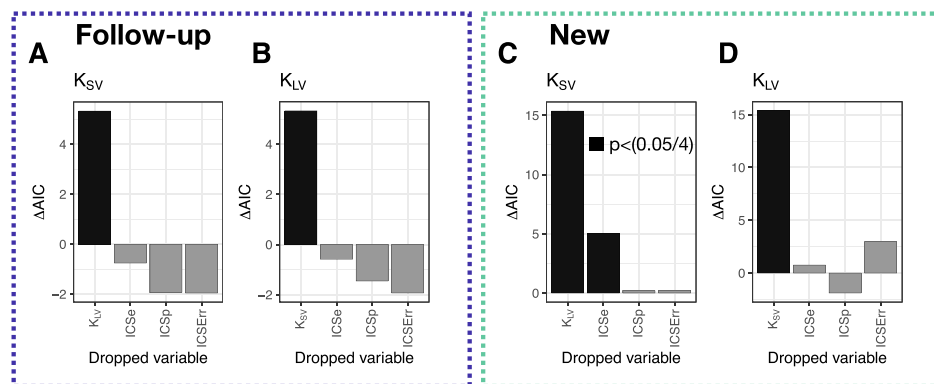 Follow-up
New
A
B
C
D
K_SV
K_LV
K_SV
K_LV
ΔAIC
4
2
0
−2
K_LV
ICSe
ICSp
ICSErr
Dropped variable
ΔAIC
4
2
0
−2
K_SV
ICSe
ICSp
ICSErr
Dropped variable
ΔAIC
15
10
5
0
p<(0.05/4)
K_LV
ICSe
ICSp
ICSErr
Dropped variable
ΔAIC
15
10
5
0
K_SV
ICSe
ICSp
ICSErr
Dropped variable